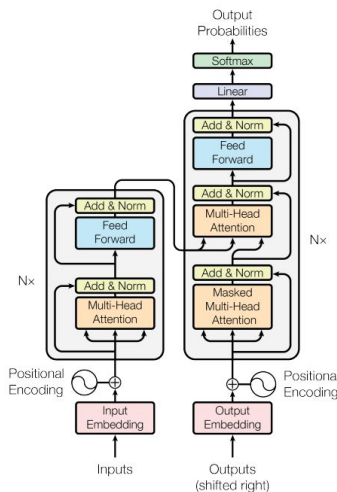 Output
Probabilities
Softmax
Linear
Add & Norm
Feed
Forward
Add & Norm
Multi-Head
Attention
Add & Norm
Masked
Multi-Head
Attention
Nx
Positional
Encoding
Output
Embedding
Outputs
(shifted right)
Add & Norm
Feed
Forward
Add & Norm
Multi-Head
Attention
Nx
Positional
Encoding
Input
Embedding
Inputs